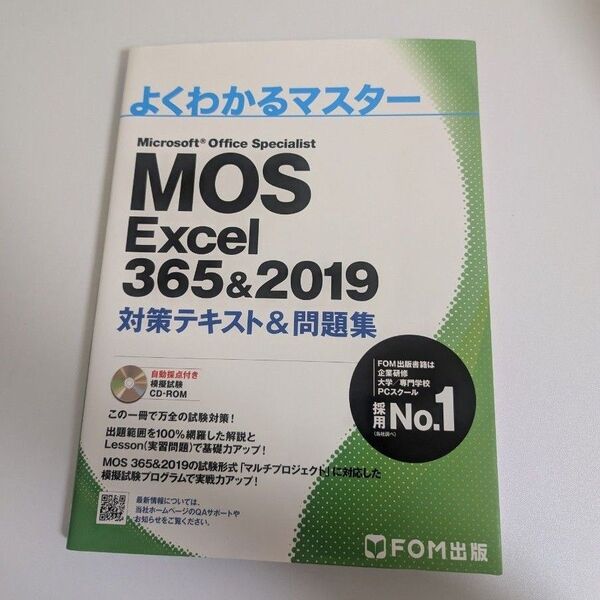 よくわかるマスター
Microsoft® Office Specialist
MOS
Excel
365&2019
対策テキスト&問題集
自動採点付き
模擬試験
CD-ROM
FOM出版書籍は
企業研修
大学/専門学校
PCスクール
採用No.1
(当社調べ)
この一冊で万全の試験対策!
出題範囲を100%網羅した解説と
Lesson(実習問題)で基礎力アップ!
MOS 365&2019の試験形式「マルチプロジェクト」に対応した
模擬試験プログラムで実戦力アップ!
最新情報については、
当社ホームページのQAサポートや
お知らせをご覧ください。
FOM出版